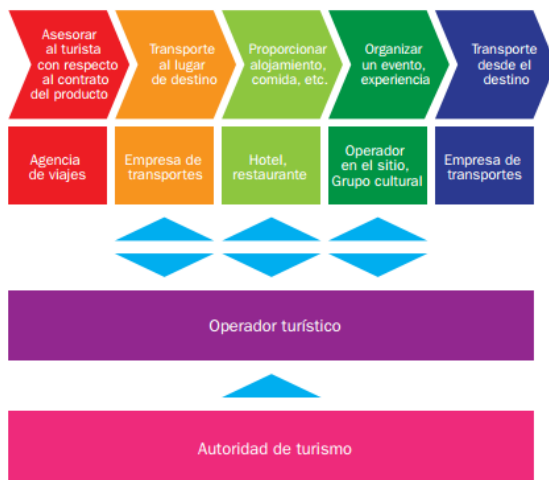 Asesorar
al turista
con respecto
al contrato
del producto
Transporte
al lugar
de destino
Proporcionar
alojamiento,
comida, etc.
Organizar
un evento,
experiencia
Transporte
desde el
destino
Agencia
de viajes
Empresa de
transportes
Hotel,
restaurante
Operador
en el sitio,
Grupo cultural
Empresa de
transportes
Operador turístico
Autoridad de turismo